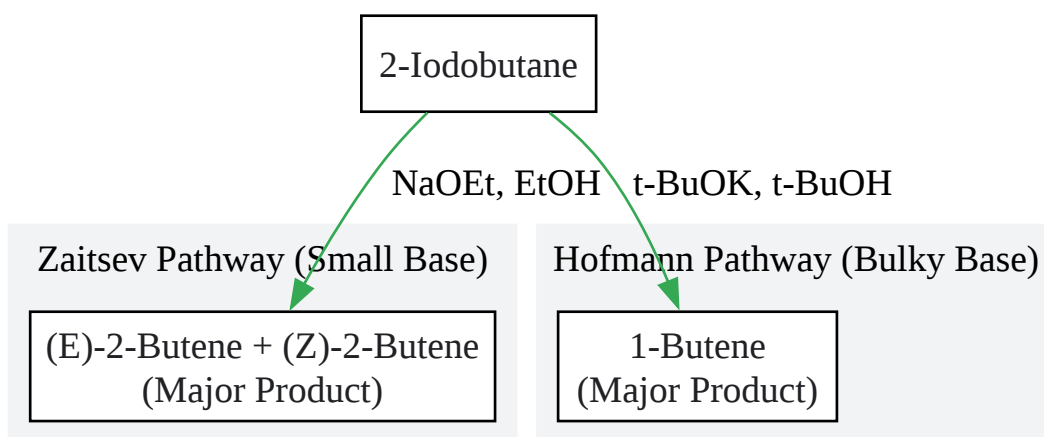 2-Iodobutane
NaOEt, EtOH
t-BuOK, t-BuOH
Zaitsev Pathway (Small Base)
Hofmann Pathway (Bulky Base)
(E)-2-Butene + (Z)-2-Butene
(Major Product)
1-Butene
(Major Product)